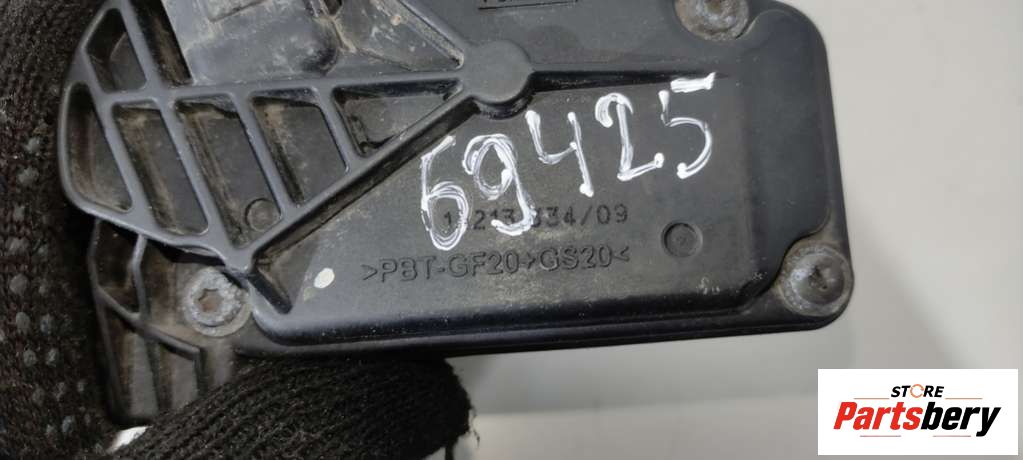 69425
>PBT-GF20+GS20<
STORE
Partsbery